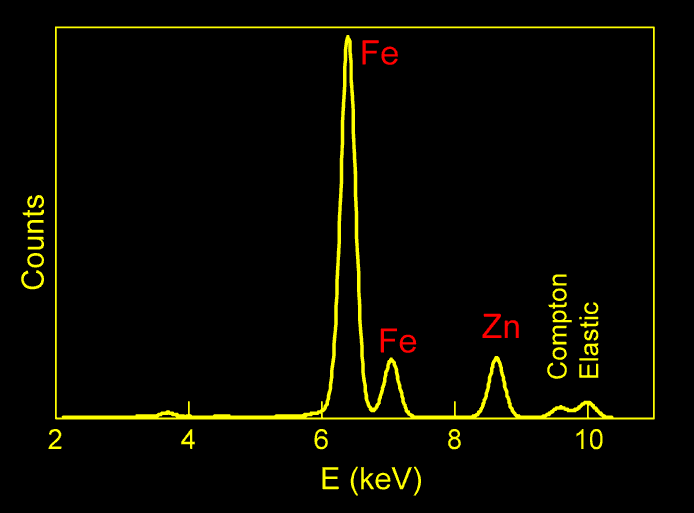 Fe
Counts
Fe
Zn
Compton
Elastic
2 4 6 8 10
E (keV)